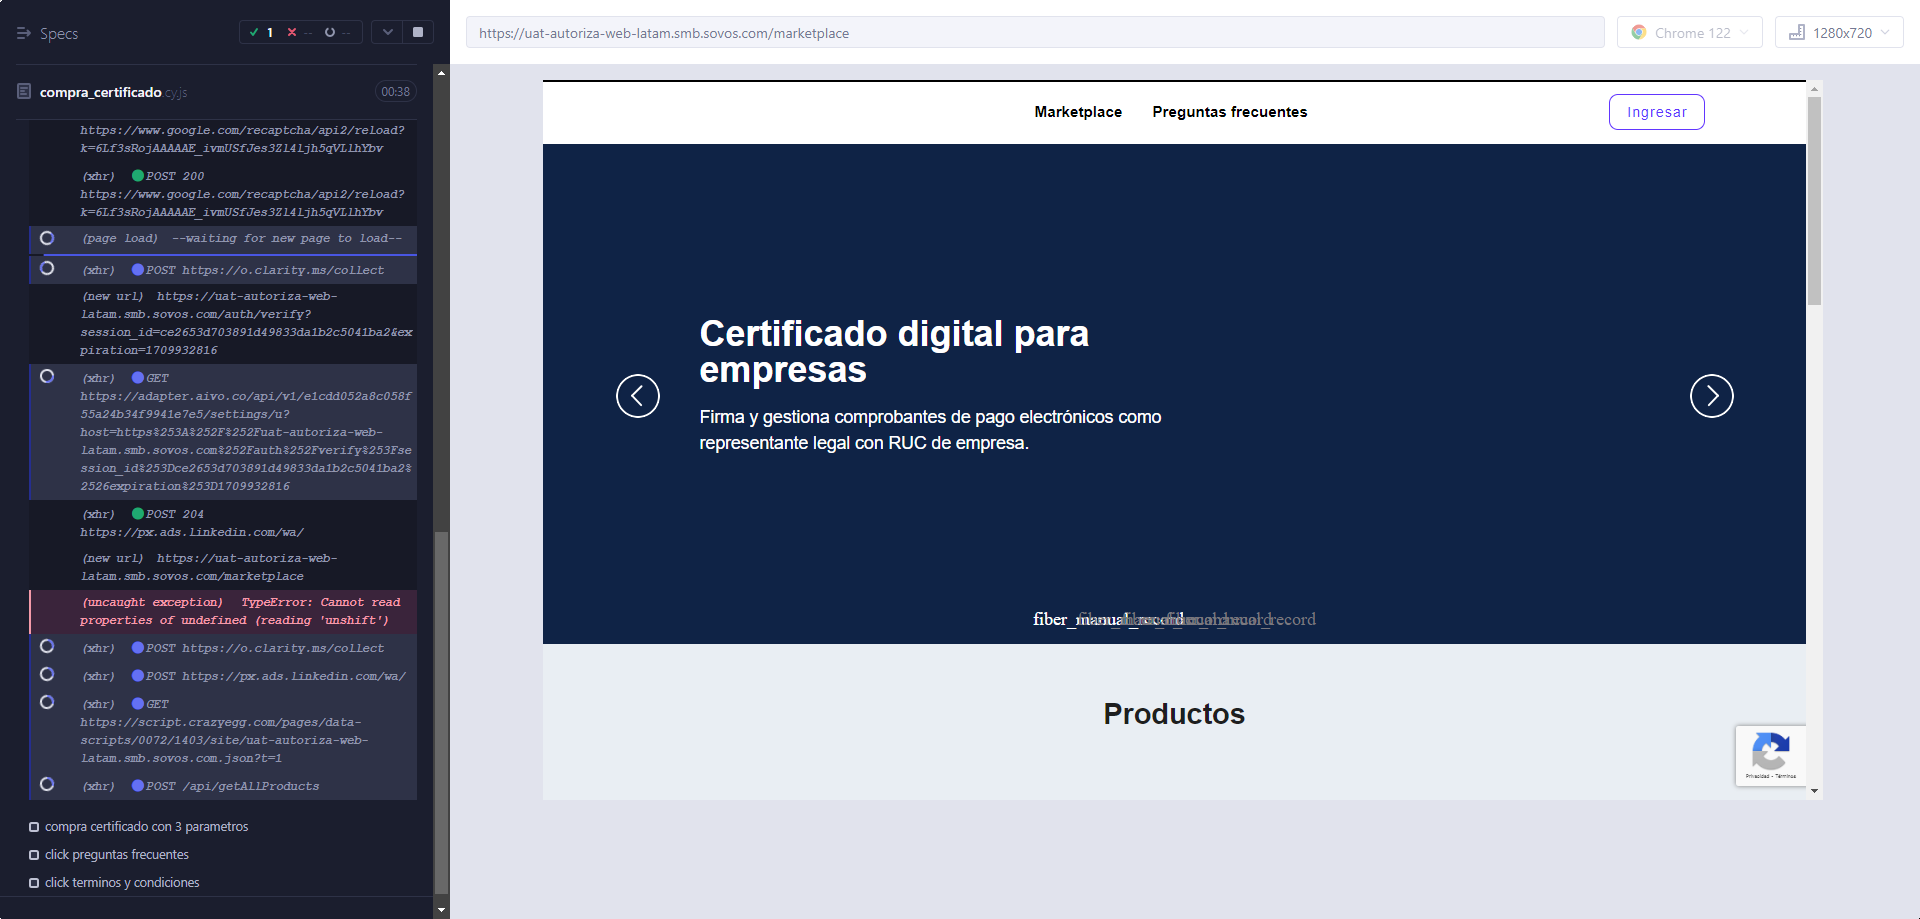 Specs
1
--
--
https://uat-autoriza-web-latam.smb.sovos.com/marketplace
Chrome 122
1280x720
compra_certificado.cy.js
00:38
https://www.google.com/recaptcha/api2/reload?
k=6Lf3sRojAAAAAE_ivmUSfJes3Zl4ljh5qVLlhYbv
(xhr) POST 200
https://www.google.com/recaptcha/api2/reload?
k=6Lf3sRojAAAAAE_ivmUSfJes3Zl4ljh5qVLlhYbv
(page load) --waiting for new page to load--
(xhr) POST https://o.clarity.ms/collect
(new url) https://uat-autoriza-web-
latam.smb.sovos.com/auth/verify?
session_id=ce2653d703891d49833da1b2c5041ba2&ex
piration=1709932816
(xhr) GET
https://adapter.aivo.co/api/v1/e1cdd052a8c058f
55a24b34f9941e7e5/settings/u?
host=https%253A%252F%252Fuat-autoriza-web-
latam.smb.sovos.com%252Fauth%252Fverify%253Fse
ssion_id%253Dce2653d703891d49833da1b2c5041ba2%
2526expiration%253D1709932816
(xhr) POST 204
https://px.ads.linkedin.com/wa/
(new url) https://uat-autoriza-web-
latam.smb.sovos.com/marketplace
(uncaught exception) TypeError: Cannot read
properties of undefined (reading 'unshift')
(xhr) POST https://o.clarity.ms/collect
(xhr) POST https://px.ads.linkedin.com/wa/
(xhr) GET
https://script.crazyegg.com/pages/data-
scripts/0072/1403/site/uat-autoriza-web-
latam.smb.sovos.com.json?t=1
(xhr) POST /api/getAllProducts
compra certificado con 3 parametros
click preguntas frecuentes
click terminos y condiciones
Marketplace
Preguntas frecuentes
Ingresar
Certificado digital para
empresas
Firma y gestiona comprobantes de pago electrónicos como
representante legal con RUC de empresa.
fiber_manual_record
Productos
Privacidad - Términos